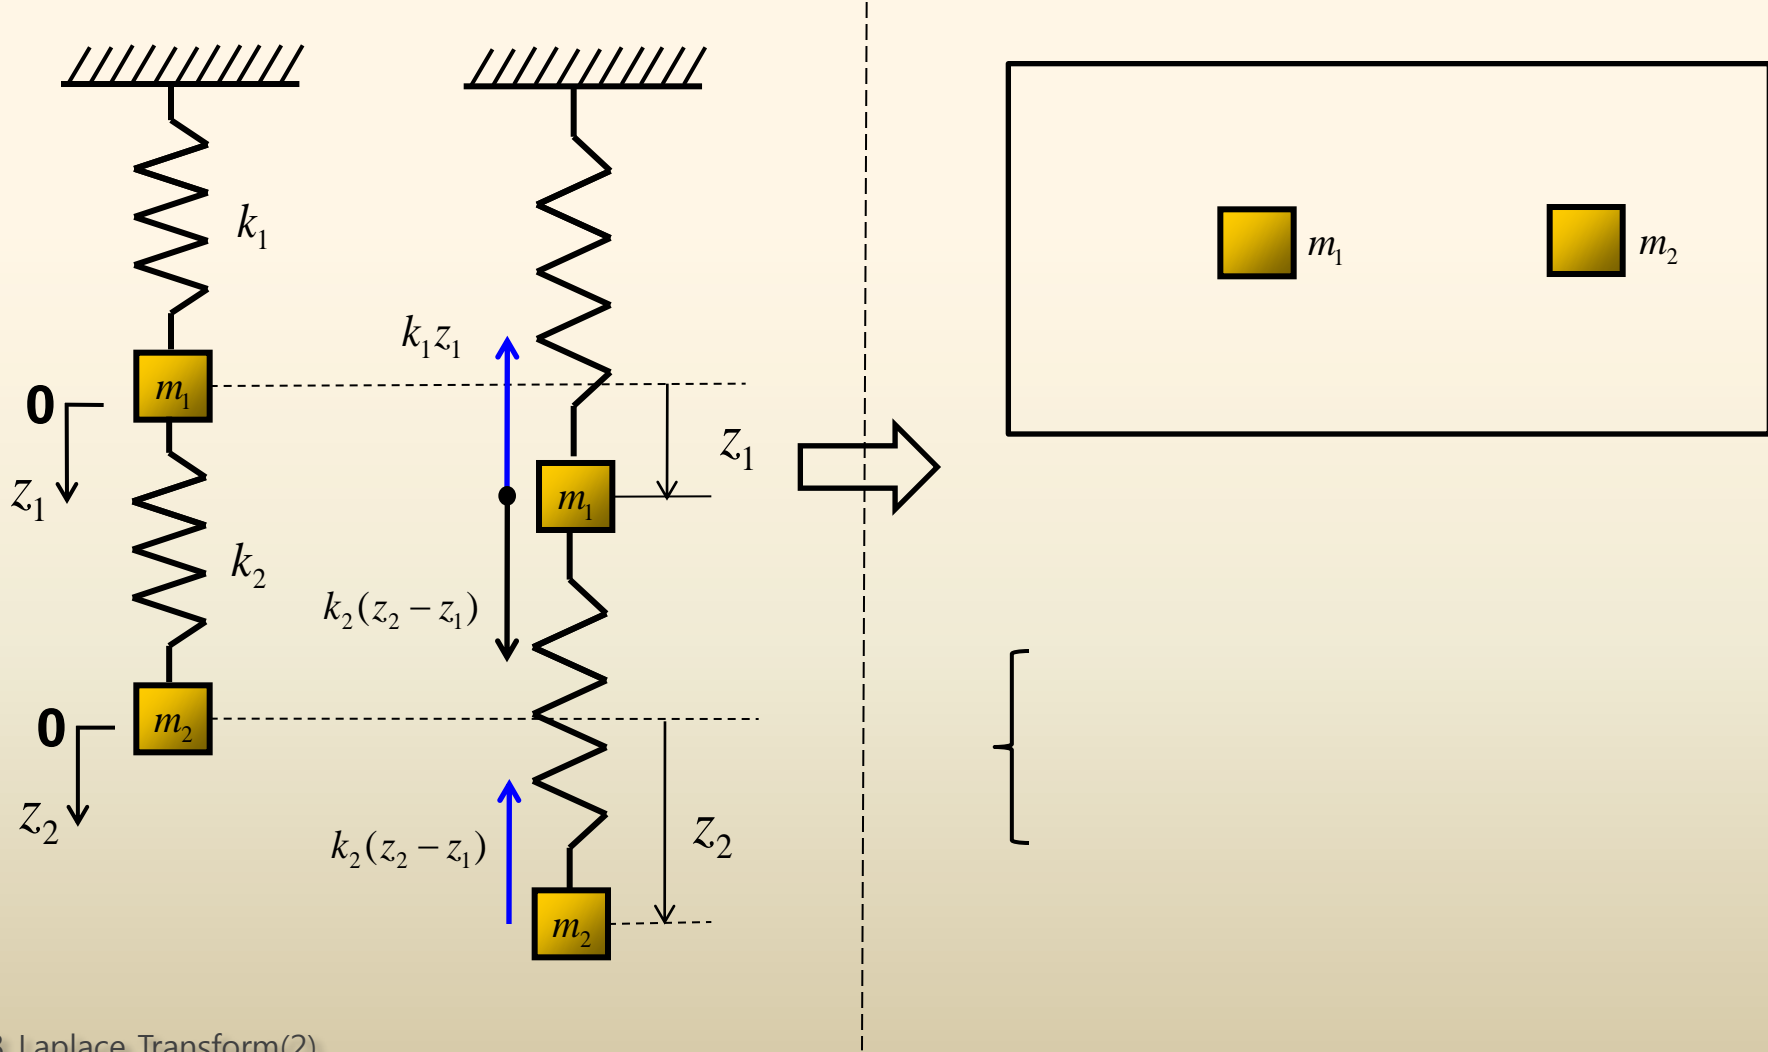 k₁
m₁
0
z₁
k₂
m₂
0
z₂
k₁z₁
z₁
m₁
k₂(z₂ − z₁)
k₂(z₂ − z₁)
z₂
m₂
m₁
m₂
Laplace Transform(2)